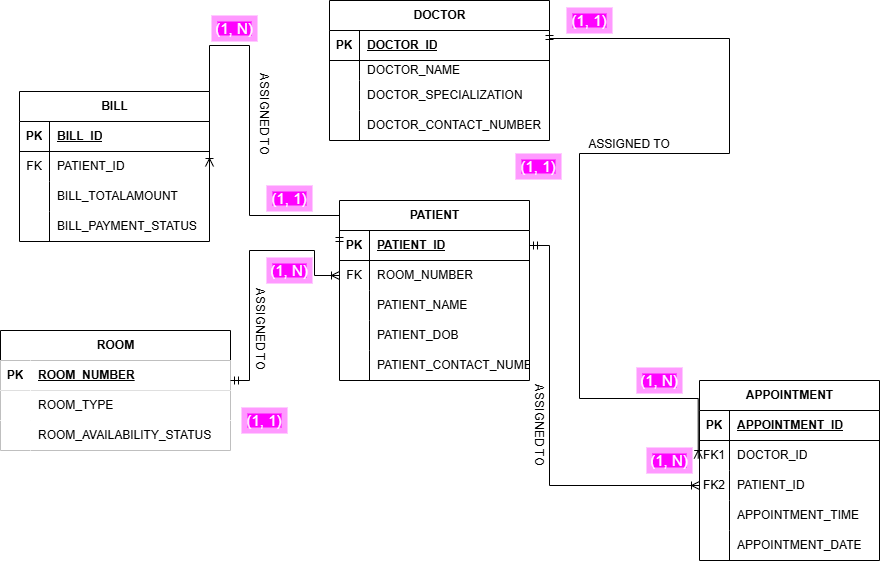 (1, N)
DOCTOR
(1, 1)
PK DOCTOR_ID
DOCTOR_NAME
DOCTOR_SPECIALIZATION
DOCTOR_CONTACT_NUMBER
ASSIGNED TO
BILL
PK BILL_ID
FK PATIENT_ID
BILL_TOTALAMOUNT
BILL_PAYMENT_STATUS
ASSIGNED TO
(1, 1)
(1, 1)
PATIENT
PK PATIENT_ID
FK ROOM_NUMBER
PATIENT_NAME
PATIENT_DOB
PATIENT_CONTACT_NUME
(1, N)
ASSIGNED TO
ROOM
PK ROOM_NUMBER
ROOM_TYPE
ROOM_AVAILABILITY_STATUS
(1, 1)
ASSIGNED TO
(1, N)
(1, N)
APPOINTMENT
PK APPOINTMENT_ID
FK1 DOCTOR_ID
FK2 PATIENT_ID
APPOINTMENT_TIME
APPOINTMENT_DATE